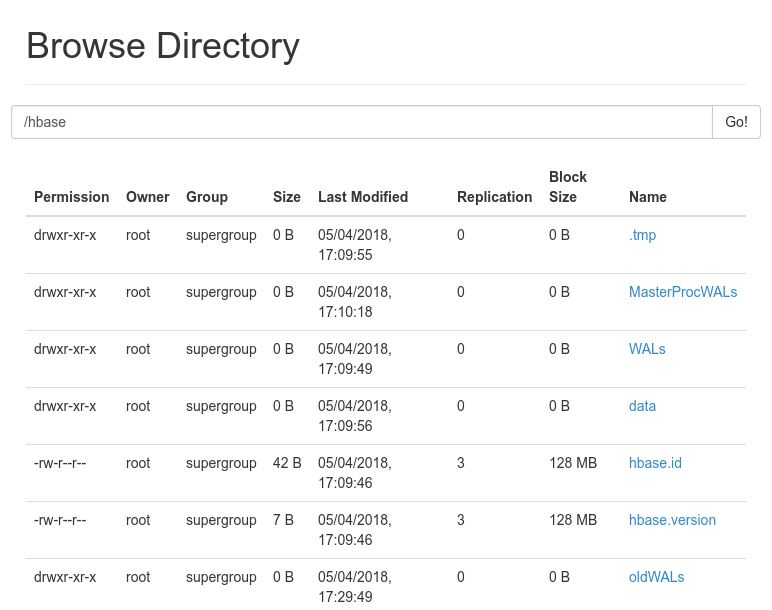 Browse Directory
/hbase Go!
Permission Owner Group Size Last Modified Replication Block Size Name
drwxr-xr-x root supergroup 0 B 05/04/2018, 17:09:55 0 0 B .tmp
drwxr-xr-x root supergroup 0 B 05/04/2018, 17:10:18 0 0 B MasterProcWALs
drwxr-xr-x root supergroup 0 B 05/04/2018, 17:09:49 0 0 B WALs
drwxr-xr-x root supergroup 0 B 05/04/2018, 17:09:56 0 0 B data
-rw-r--r-- root supergroup 42 B 05/04/2018, 17:09:46 3 128 MB hbase.id
-rw-r--r-- root supergroup 7 B 05/04/2018, 17:09:46 3 128 MB hbase.version
drwxr-xr-x root supergroup 0 B 05/04/2018, 17:29:49 0 0 B oldWALs